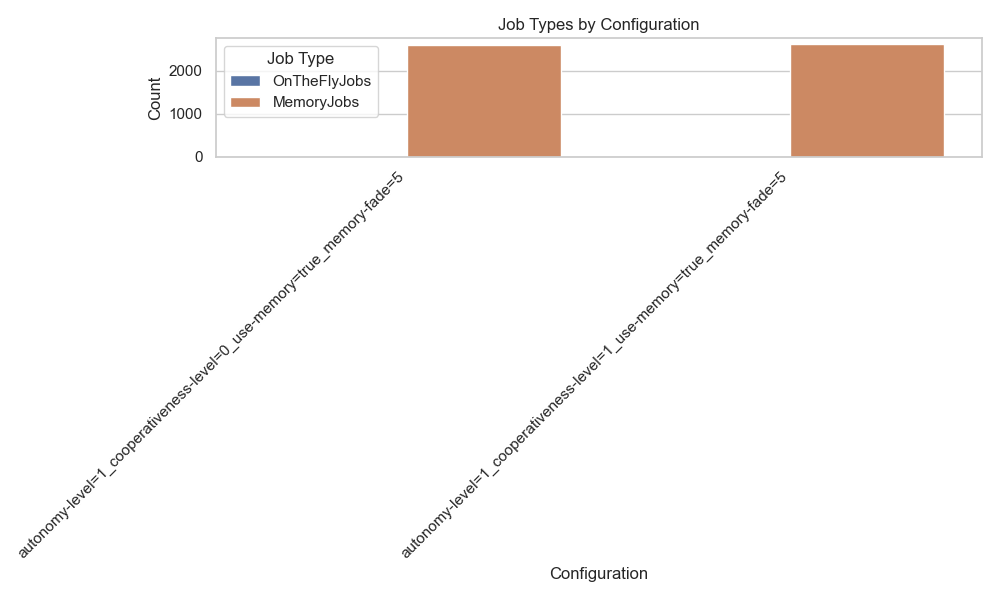 Job Types by Configuration
Job Type
OnTheFlyJobs
MemoryJobs
Count
2000
1000
0
autonomy-level=1_cooperativeness-level=0_use-memory=true_memory-fade=5
autonomy-level=1_cooperativeness-level=1_use-memory=true_memory-fade=5
Configuration